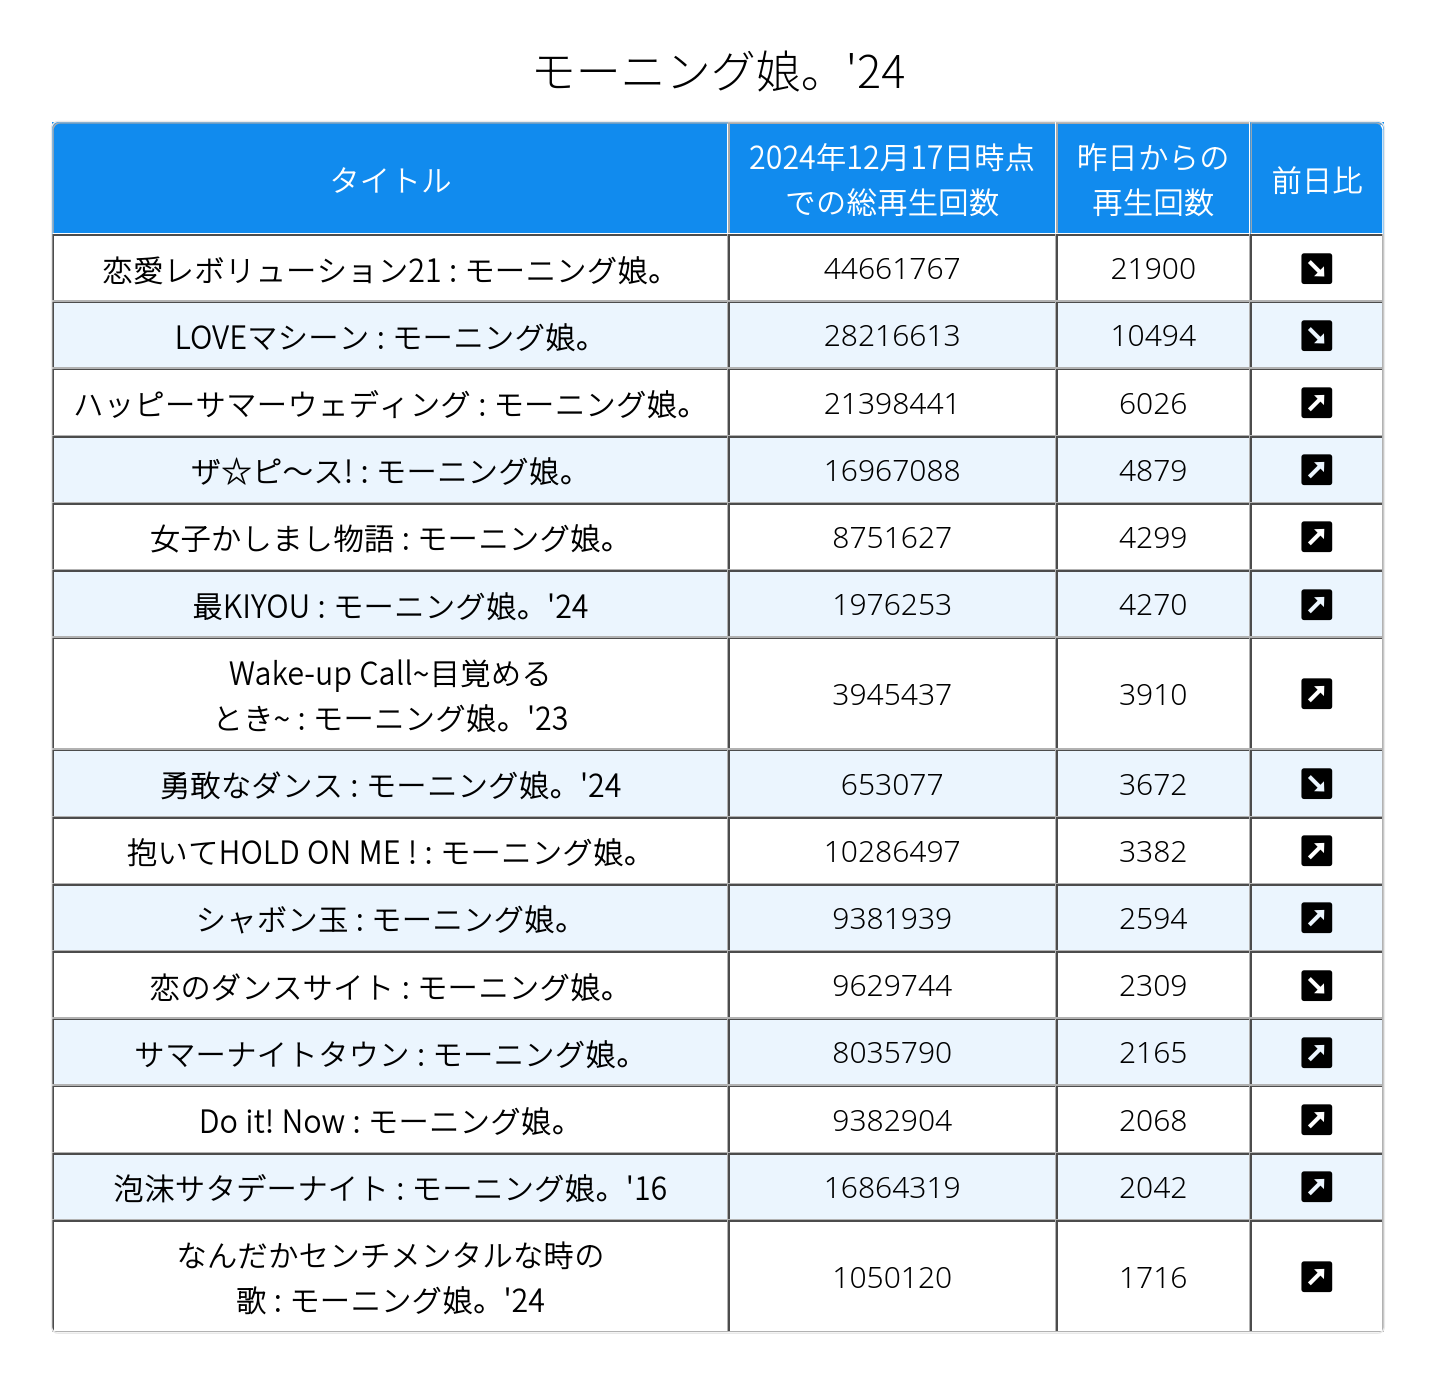 モーニング娘。'24
タイトル
2024年12月17日時点
での総再生回数
昨日からの
再生回数
前日比
恋愛レボリューション21 : モーニング娘。 44661767 21900 ↘
LOVEマシーン : モーニング娘。 28216613 10494 ↘
ハッピーサマーウェディング : モーニング娘。 21398441 6026 ↗
ザ☆ピ～ス! : モーニング娘。 16967088 4879 ↗
女子かしまし物語 : モーニング娘。 8751627 4299 ↗
最KIYOU : モーニング娘。'24 1976253 4270 ↗
Wake-up Call~目覚める
とき~ : モーニング娘。'23 3945437 3910 ↗
勇敢なダンス : モーニング娘。'24 653077 3672 ↘
抱いてHOLD ON ME ! : モーニング娘。 10286497 3382 ↗
シャボン玉 : モーニング娘。 9381939 2594 ↗
恋のダンスサイト : モーニング娘。 9629744 2309 ↘
サマーナイトタウン : モーニング娘。 8035790 2165 ↗
Do it! Now : モーニング娘。 9382904 2068 ↗
泡沫サタデーナイト : モーニング娘。'16 16864319 2042 ↗
なんだかセンチメンタルな時の
歌 : モーニング娘。'24 1050120 1716 ↗